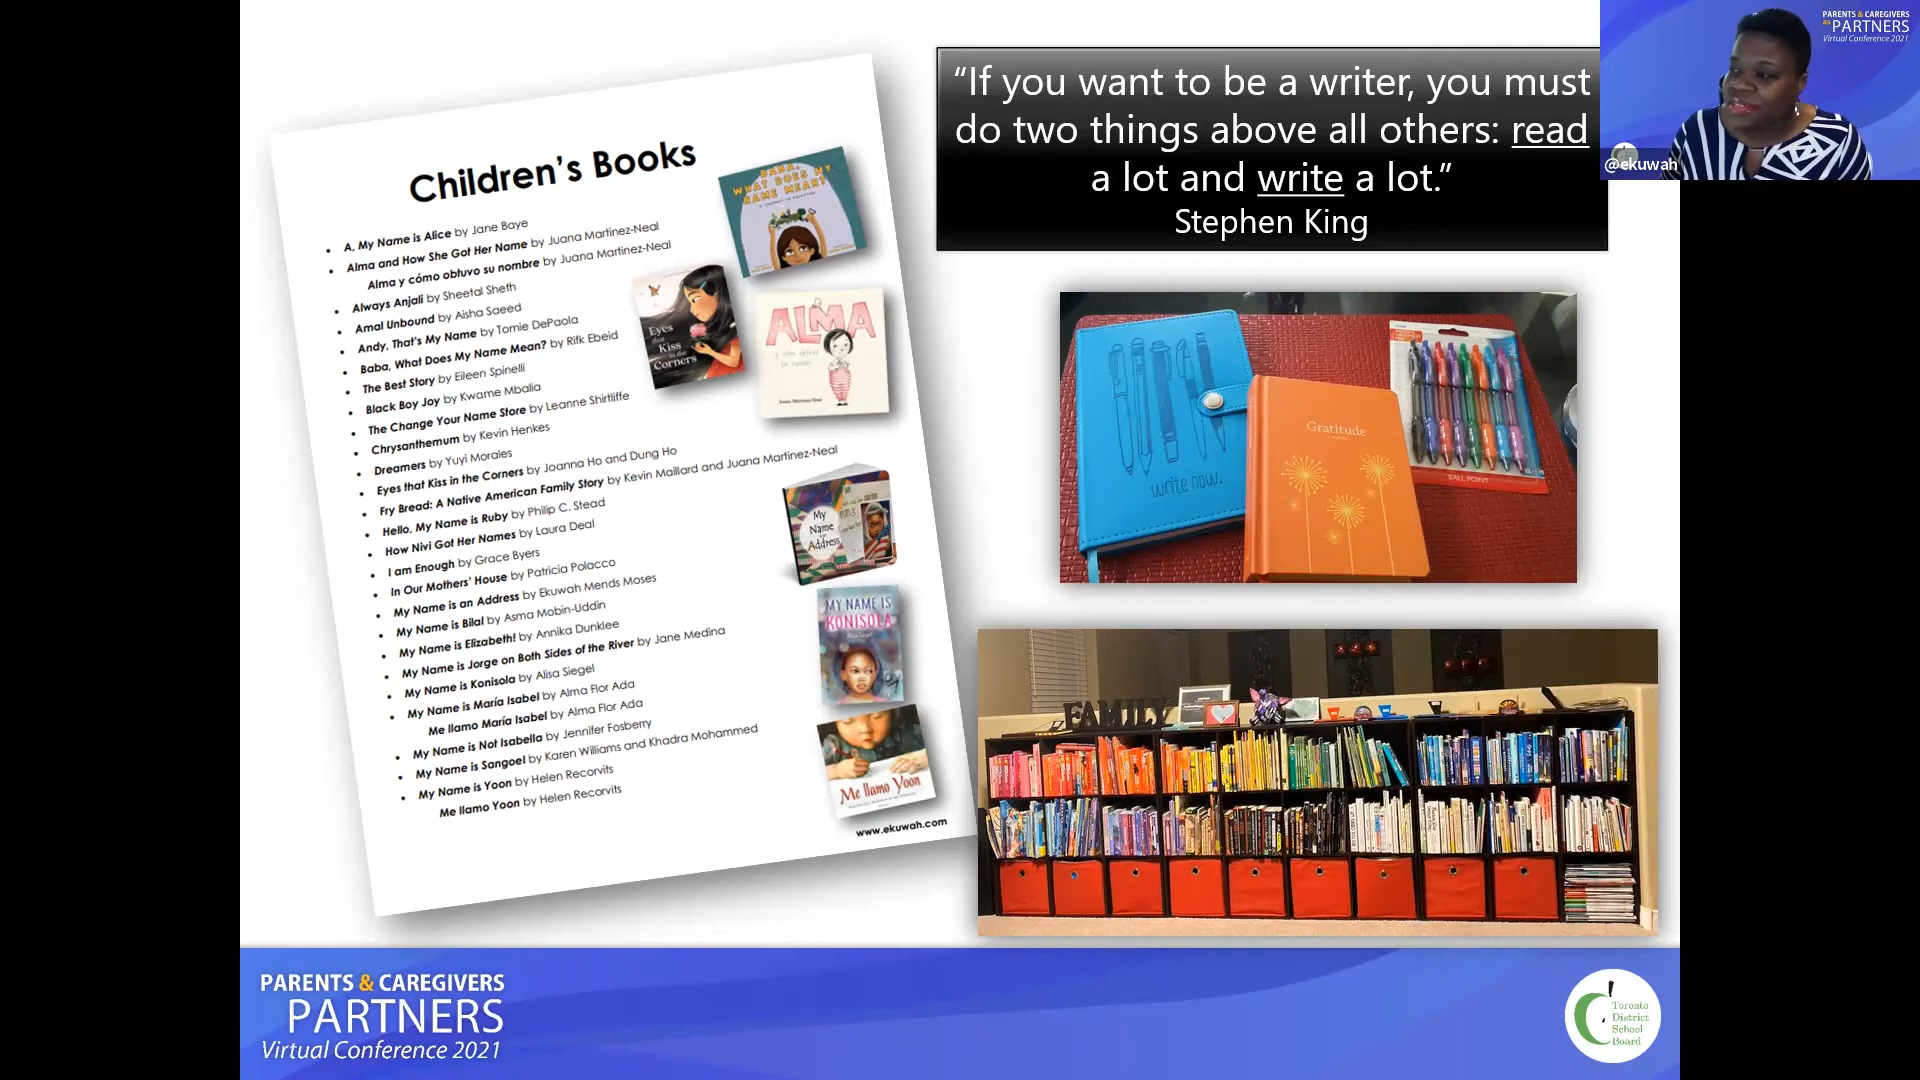 Children's Books
• A, My Name is Alice by Jane Baye
• Alma and How She Got Her Name by Juana Martinez-Neal
Alma y cómo obtuvo su nombre by Juana Martinez-Neal
• Always Anjali by Sheetal Sheth
• Amal Unbound by Aisha Saeed
• Andy, That's My Name by Tomie DePaola
• Baba, What Does My Name Mean? by Rifk Ebeid
• The Best Story by Eileen Spinelli
• Black Boy Joy by Kwame Mbalia
• The Change Your Name Store by Leanne Shirtliffe
• Chrysanthemum by Kevin Henkes
• Dreamers by Yuyi Morales
• Eyes that Kiss in the Corners by Joanna Ho and Dung Ho
• Fry Bread: A Native American Family Story by Kevin Maillard and Juana Martinez-Neal
• Hello, My Name is Ruby by Philip C. Stead
• How Nivi Got Her Names by Laura Deal
• I am Enough by Grace Byers
• In Our Mothers' House by Patricia Polacco
• My Name is an Address by Ekuwah Mends Moses
• My Name is Bilal by Asma Mobin-Uddin
• My Name is Elizabeth! by Annika Dunklee
• My Name is Jorge on Both Sides of the River by Jane Medina
• My Name is Konisola by Alisa Siegel
• My Name is María Isabel by Alma Flor Ada
Me llamo María Isabel by Alma Flor Ada
• My Name is Not Isabella by Jennifer Fosberry
• My Name is Sangoel by Karen Williams and Khadra Mohammed
• My Name is Yoon by Helen Recorvits
Me llamo Yoon by Helen Recorvits
BABA,
WHAT DOES MY
NAME MEAN?
Eyes
that
Kiss
in the
Corners
ALMA
y cómo obtuvo
su nombre
Juana Martinez-Neal
My
Name
is an
Address
MY NAME IS
KONISOLA
Alisa Siegel
Me llamo Yoon
www.ekuwah.com
“If you want to be a writer, you must
do two things above all others: read
a lot and write a lot.”
Stephen King
write now.
Gratitude
BALL POINT
FAMILY
PARENTS & CAREGIVERS
as PARTNERS
Virtual Conference 2021
@ekuwah
PARENTS & CAREGIVERS
PARTNERS
Virtual Conference 2021
Toronto
District
School
Board